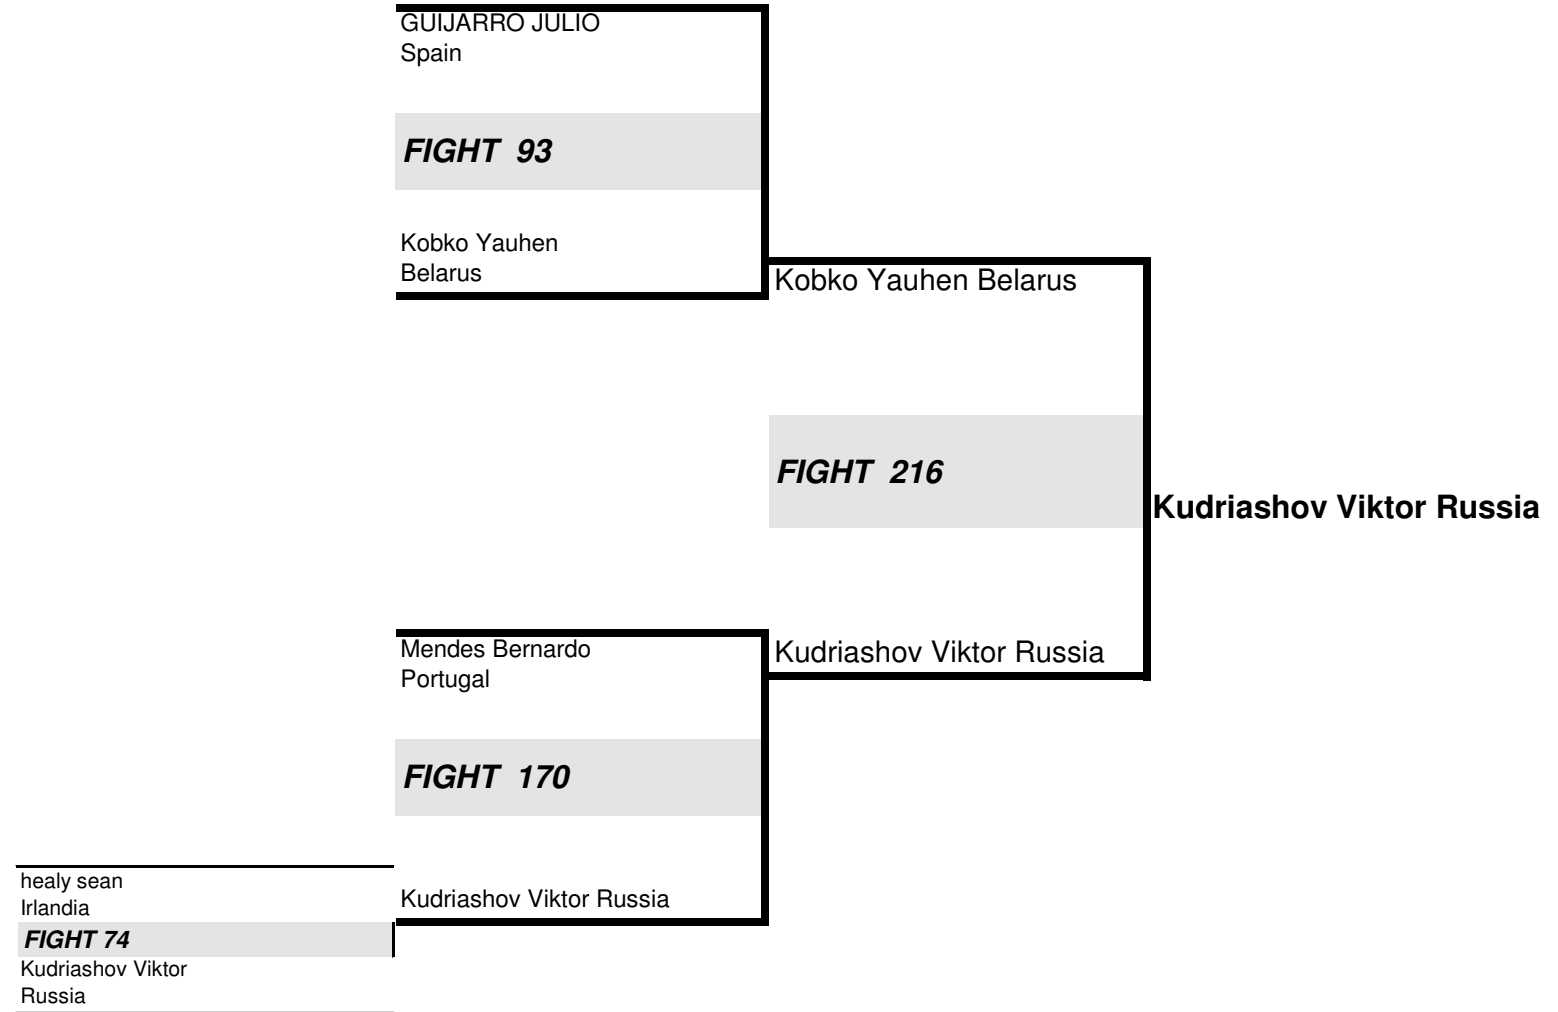 GUIJARRO JULIO
Spain
FIGHT 93
Kobko Yauhen
Belarus
Kobko Yauhen Belarus
FIGHT 216
Kudriashov Viktor Russia
Mendes Bernardo
Portugal
Kudriashov Viktor Russia
FIGHT 170
healy sean
Irlandia
Kudriashov Viktor Russia
FIGHT 74
Kudriashov Viktor
Russia